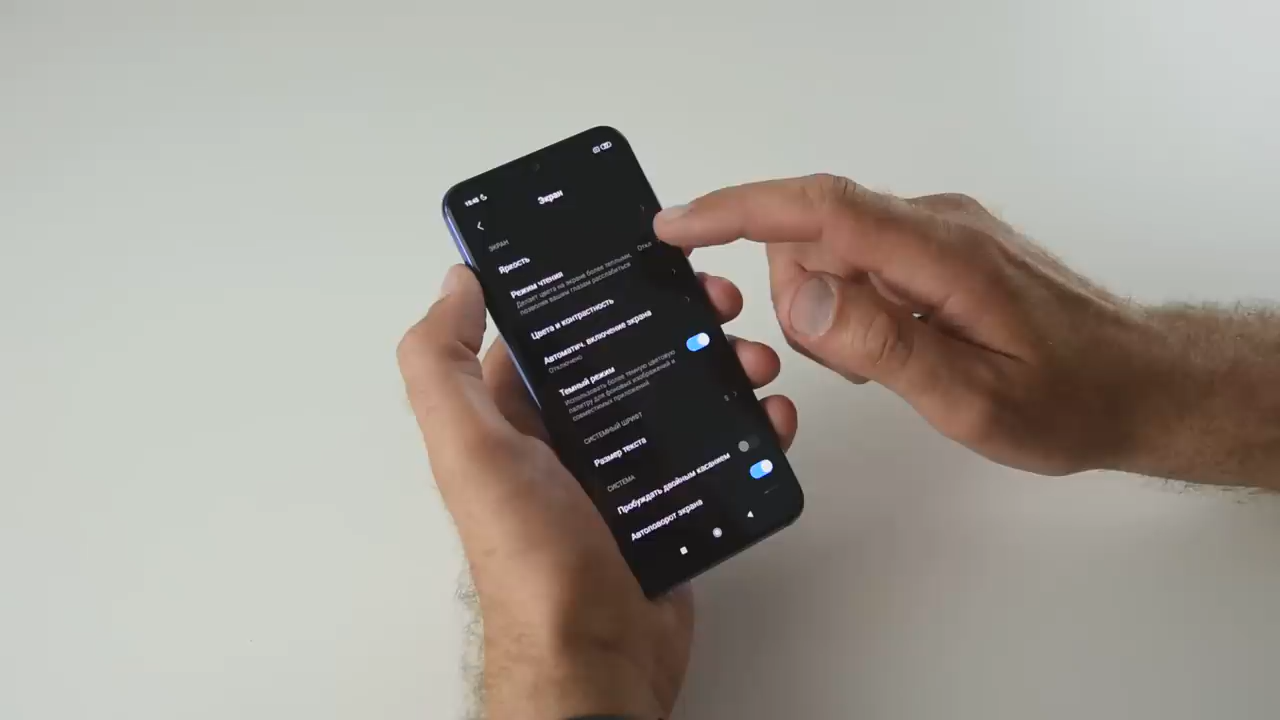 Экран
ЭКРАН
Яркость
Режим чтения
Откл
Делает цвета на экране более теплыми,
позволяя вашим глазам расслабиться
Цвета и контрастность
Автоматич. включение экрана
Отключено
Темный режим
Использовать более темную цветовую
палитру для фоновых изображений и
совместимых приложений
СИСТЕМНЫЙ ШРИФТ
Размер текста
СИСТЕМА
Пробуждать двойным касанием
Автоповорот экрана